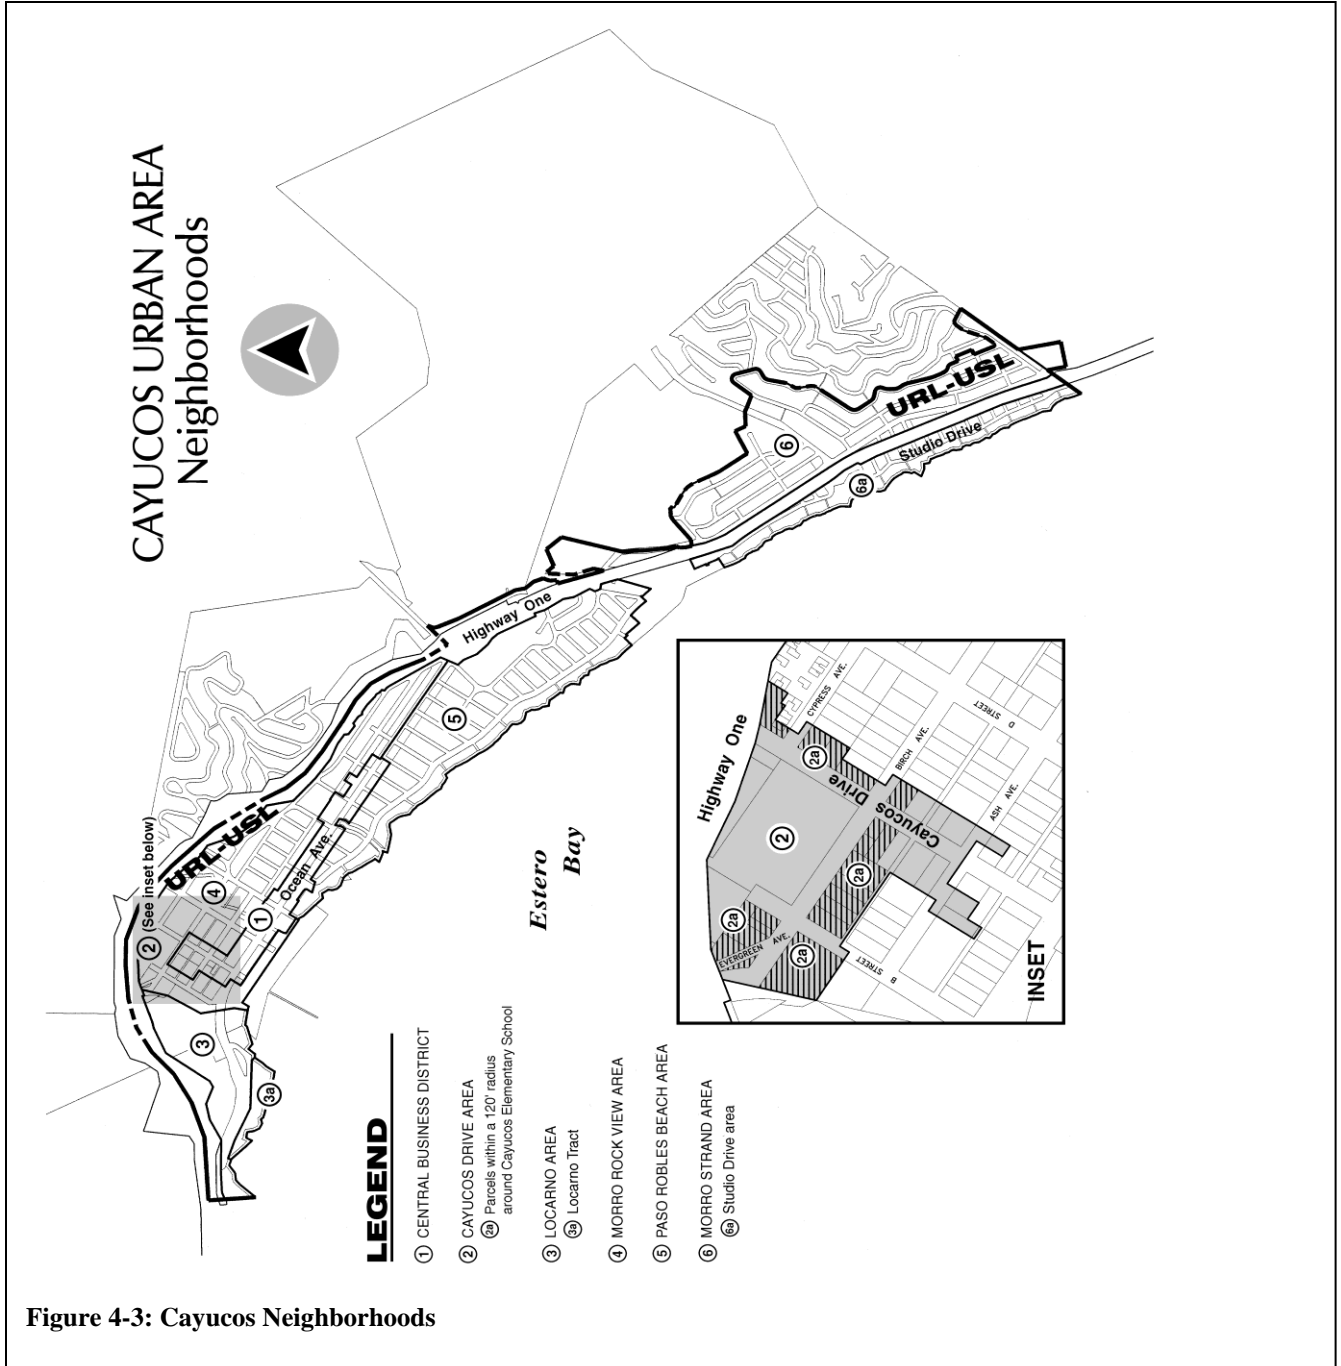 CAYUCOS URBAN AREA
Neighborhoods
2 (See inset below)
URL-USL
4
1
Ocean Ave.
3
3a
5
Highway One
6
URL-USL
Studio Drive
6a
Estero
Bay
LEGEND
1 CENTRAL BUSINESS DISTRICT
2 CAYUCOS DRIVE AREA
2a Parcels within a 120' radius
around Cayucos Elementary School
3 LOCARNO AREA
3a Locarno Tract
4 MORRO ROCK VIEW AREA
5 PASO ROBLES BEACH AREA
6 MORRO STRAND AREA
6a Studio Drive area
Highway One
CYPRESS AVE.
2a
BIRCH AVE.
D STREET
ASH AVE.
Cayucos Drive
2
2a
2a
EVERGREEN AVE.
2a
B STREET
INSET
Figure 4-3: Cayucos Neighborhoods